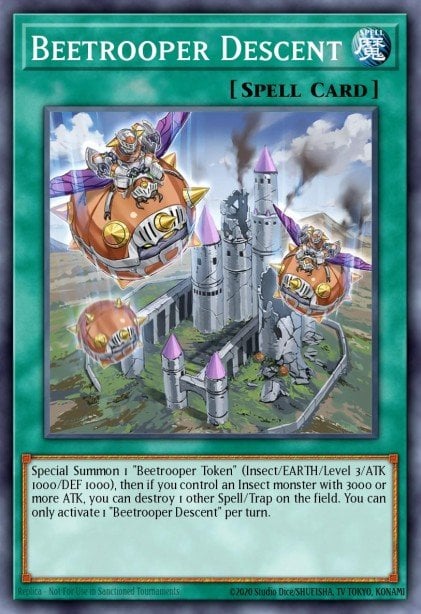 BEETROOPER DESCENT
SPELL
魔
[SPELL CARD]
Special Summon 1 "Beetrooper Token" (Insect/EARTH/Level 3/ATK
1000/DEF 1000), then if you control an Insect monster with 3000 or
more ATK, you can destroy 1 other Spell/Trap on the field. You can
only activate 1 "Beetrooper Descent" per turn.
Replica - Not For Use in Sanctioned Tournaments
©2020 Studio Dice/SHUEISHA, TV TOKYO, KONAMI